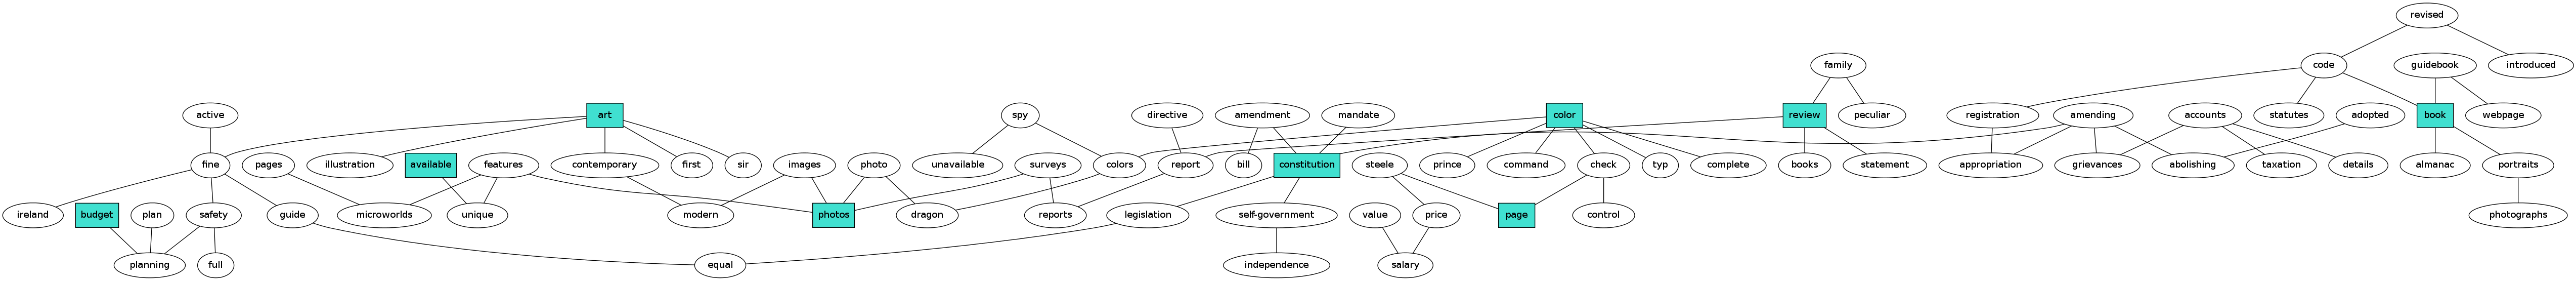 revised
family code guidebook introduced
active art spy directive amendment mandate color review peculiar registration amending accounts statutes adopted book webpage
fine pages illustration available features contemporary first sir images photo unavailable surveys colors report bill constitution steele prince command check typ complete books statement appropriation grievances abolishing taxation details almanac portraits
ireland budget plan safety guide microworlds unique modern photos dragon reports legislation self-government value price page control photographs
planning full equal independence salary